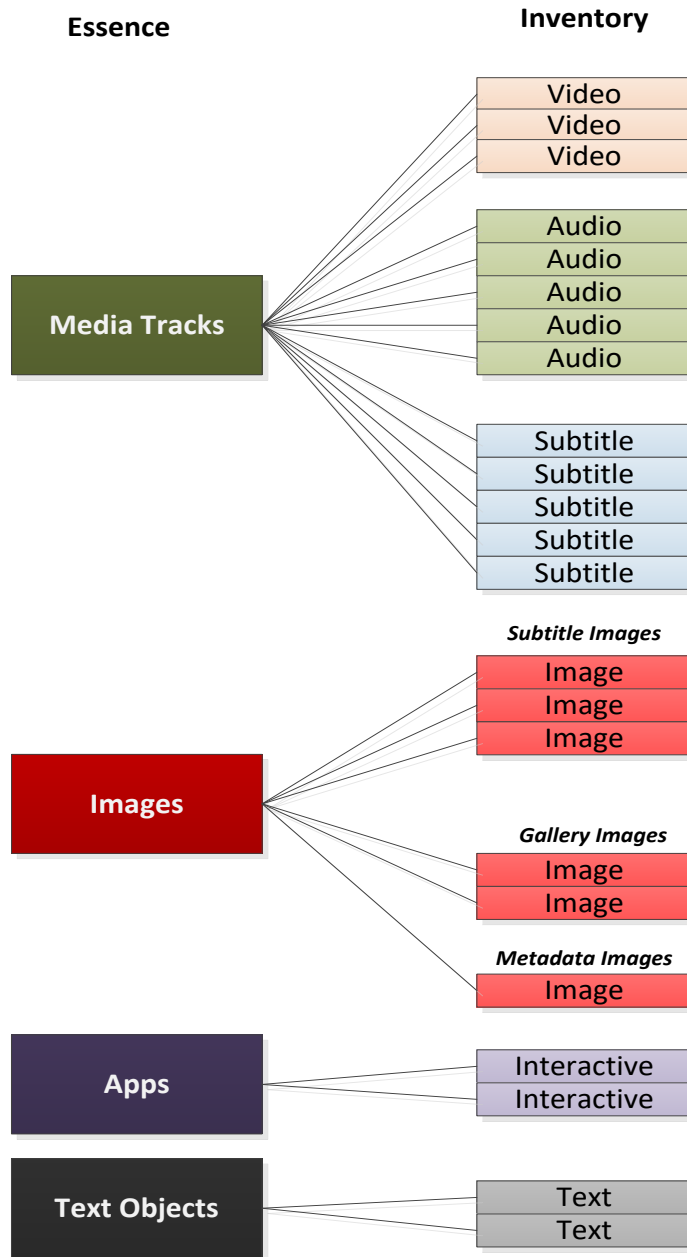 Essence
Inventory
Video
Video
Video
Media Tracks
Audio
Audio
Audio
Audio
Audio
Subtitle
Subtitle
Subtitle
Subtitle
Subtitle
Subtitle Images
Images
Image
Image
Image
Gallery Images
Image
Image
Metadata Images
Image
Apps
Interactive
Interactive
Text Objects
Text
Text